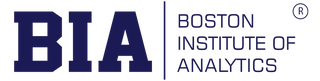 BIA
BOSTON
INSTITUTE OF
ANALYTICS
®